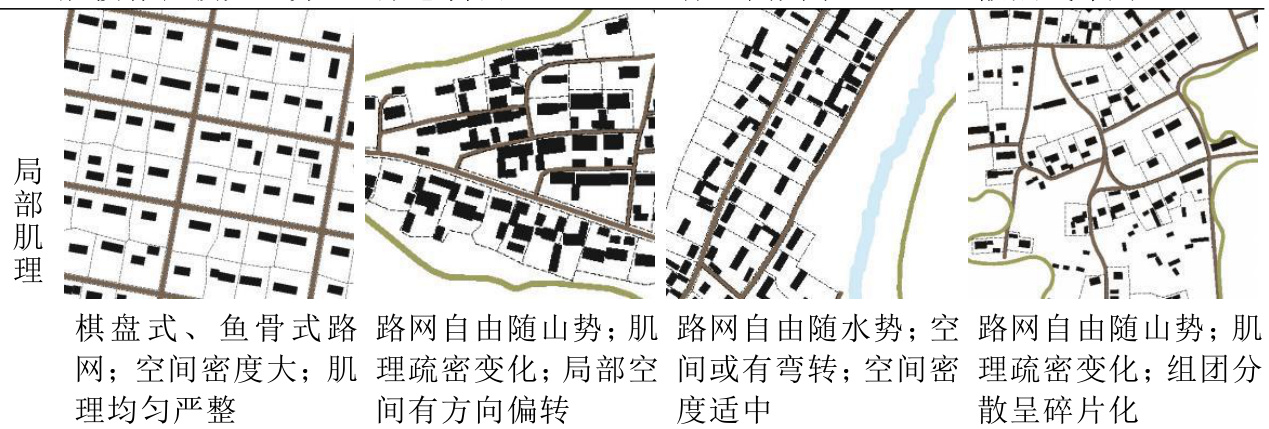 局部肌理
棋盘式、鱼骨式路
网；空间密度大；肌
理均匀严整
路网自由随山势；肌
理疏密变化；局部空
间有方向偏转
路网自由随水势；空
间或有弯转；空间密
度适中
路网自由随山势；肌
理疏密变化；组团分
散呈碎片化